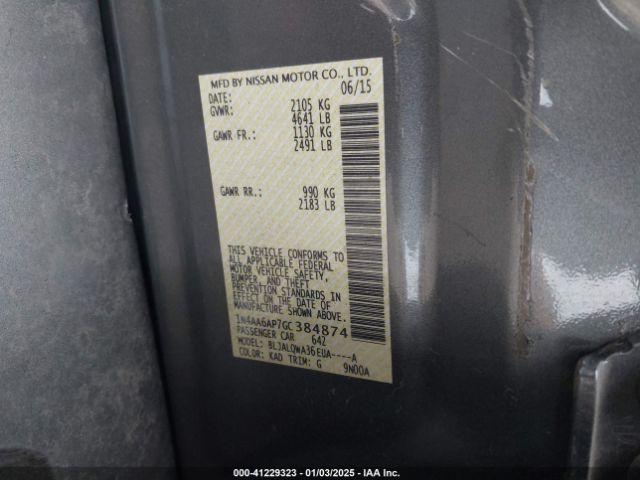 MFD BY NISSAN MOTOR CO., LTD.
DATE: 06/15
GVWR: 2105 KG
4641 LB
GAWR FR.: 1130 KG
2491 LB
GAWR RR.: 990 KG
2183 LB
THIS VEHICLE CONFORMS TO
ALL APPLICABLE FEDERAL
MOTOR VEHICLE SAFETY,
BUMPER AND THEFT
PREVENTION STANDARDS IN
EFFECT ON THE DATE OF
MANUFACTURE SHOWN ABOVE.
1N4AA6AP7GC384874
PASSENGER CAR 642
MODEL: BLJALQWA36EUA----A
COLOR: KAD TRIM: G 9N00A
000-41229323 - 01/03/2025 - IAA Inc.